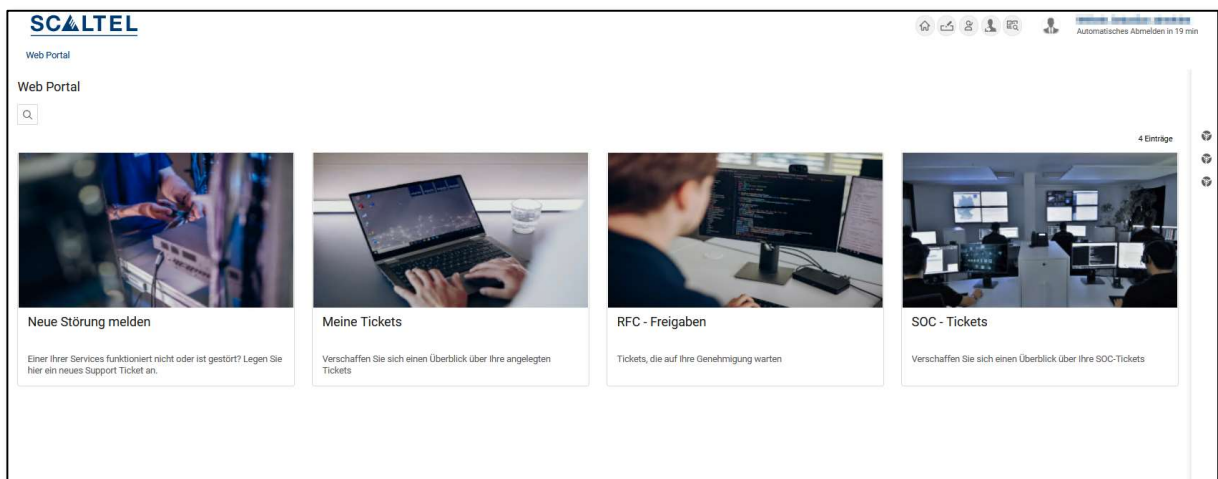 SCALTEL
Automatisches Abmelden in 19 min
Web Portal
Web Portal
4 Einträge
Neue Störung melden
Einer Ihrer Services funktioniert nicht oder ist gestört? Legen Sie
hier ein neues Support Ticket an.
Meine Tickets
Verschaffen Sie sich einen Überblick über Ihre angelegten
Tickets
RFC - Freigaben
Tickets, die auf Ihre Genehmigung warten
SOC - Tickets
Verschaffen Sie sich einen Überblick über Ihre SOC-Tickets